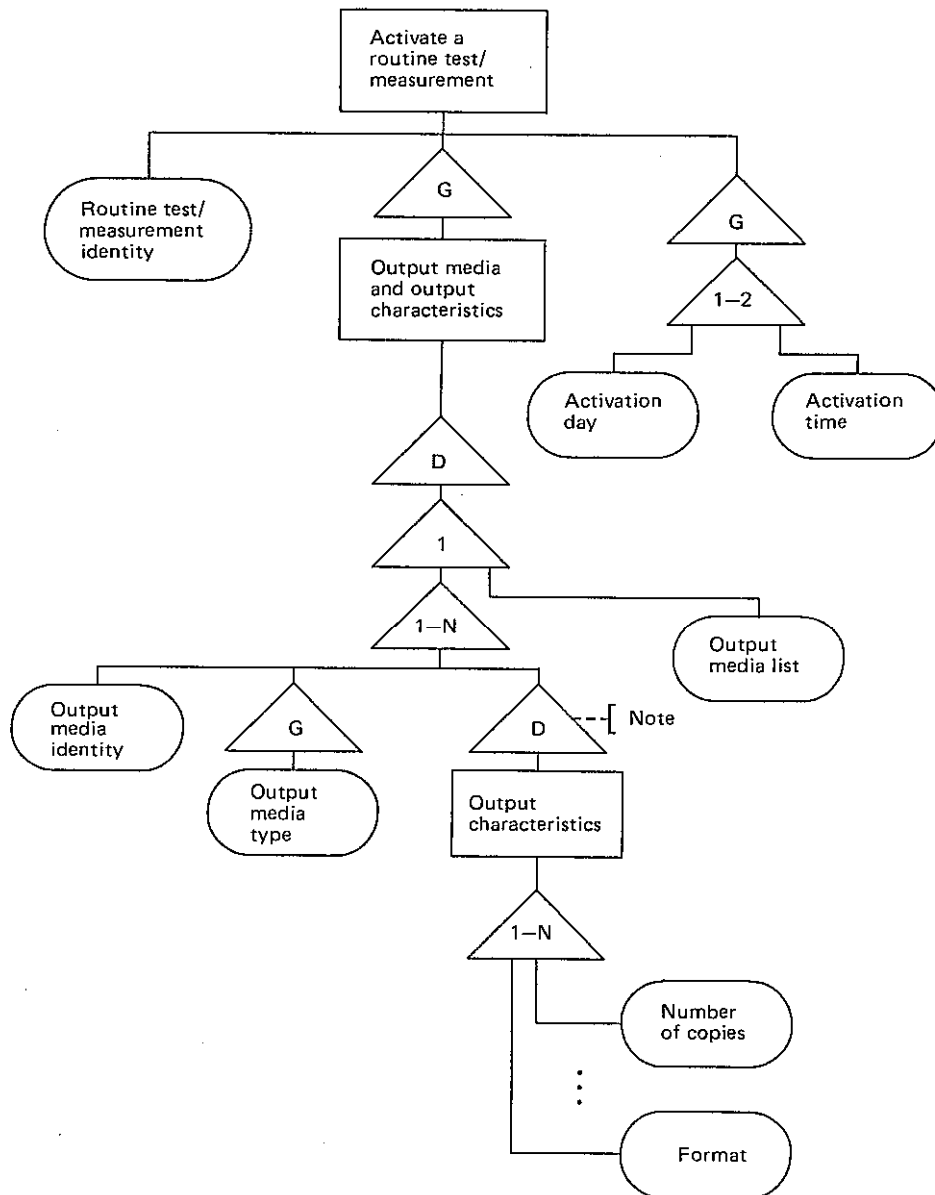 Activate a
routine test/
measurement
Routine test/
measurement
identity
G
G
Output media
and output
characteristics
1–2
Activation
day
Activation
time
D
1
1–N
Output
media list
Output
media
identity
G
D
Note
Output
media
type
Output
characteristics
1–N
Number
of copies
Format